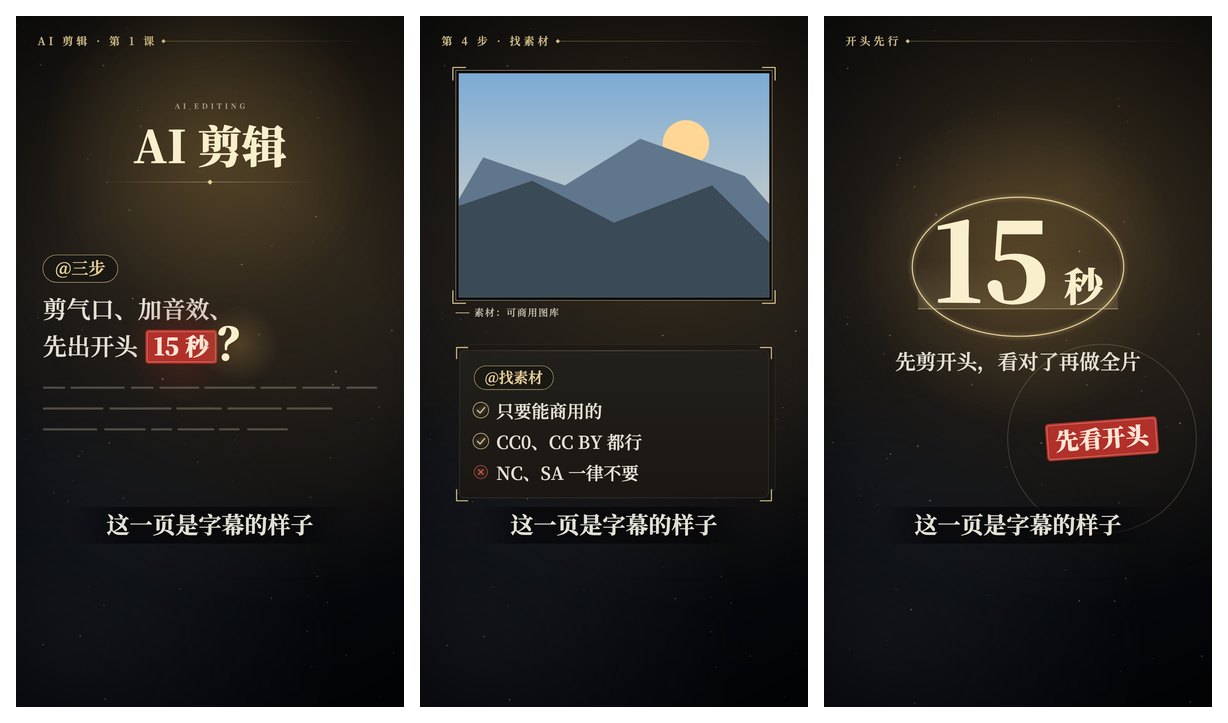 AI 剪辑 · 第 1 课
AI EDITING
AI 剪辑
@三步
剪气口、加音效、
先出开头 15 秒?
这一页是字幕的样子
第 4 步 · 找素材
素材：可商用图库
@找素材
只要能商用的
CC0、CC BY 都行
NC、SA 一律不要
这一页是字幕的样子
开头先行
15 秒
先剪开头，看对了再做全片
先看开头
这一页是字幕的样子